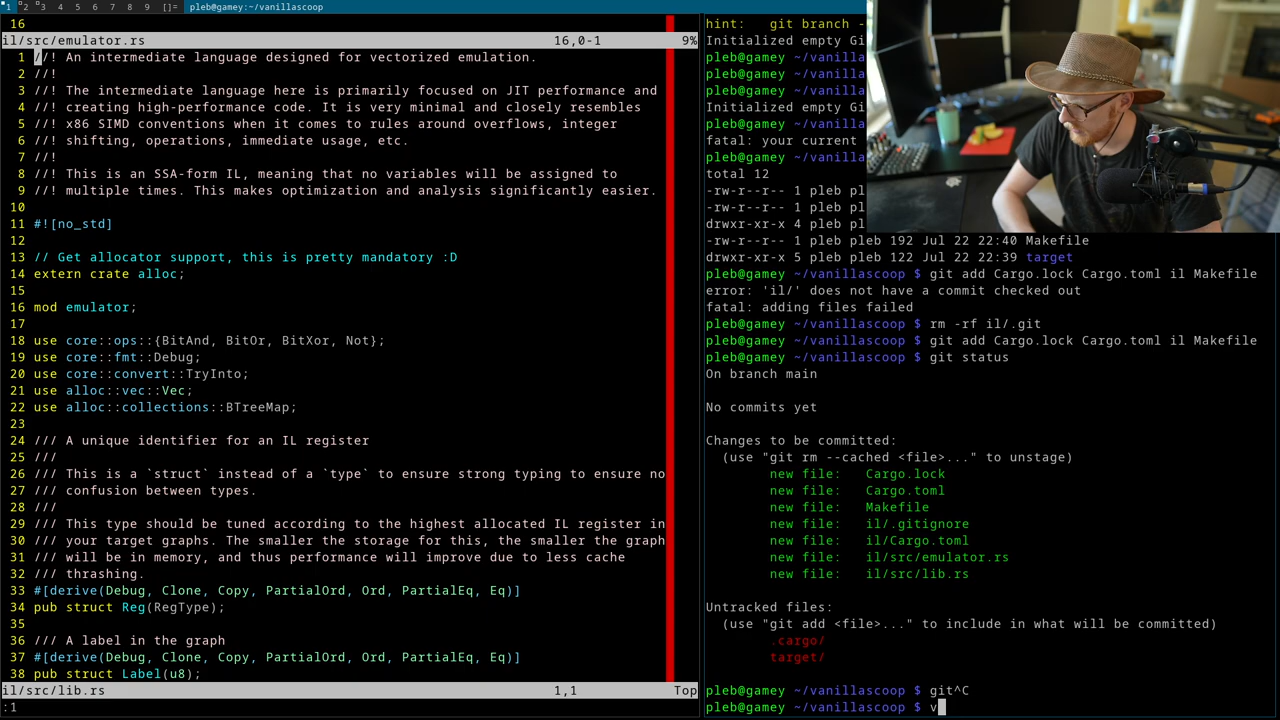 1 2 3 4 5 6 7 8 9 []= pleb@gamey:~/vanillascoop
16
il/src/emulator.rs 16,0-1 9%
1 //! An intermediate language designed for vectorized emulation.
2 //!
3 //! The intermediate language here is primarily focused on JIT performance and
4 //! creating high-performance code. It is very minimal and closely resembles
5 //! x86 SIMD conventions when it comes to rules around overflows, integer
6 //! shifting, operations, immediate usage, etc.
7 //!
8 //! This is an SSA-form IL, meaning that no variables will be assigned to
9 //! multiple times. This makes optimization and analysis significantly easier.
10
11 #![no_std]
12
13 // Get allocator support, this is pretty mandatory :D
14 extern crate alloc;
15
16 mod emulator;
17
18 use core::ops::{BitAnd, BitOr, BitXor, Not};
19 use core::fmt::Debug;
20 use core::convert::TryInto;
21 use alloc::vec::Vec;
22 use alloc::collections::BTreeMap;
23
24 /// A unique identifier for an IL register
25 ///
26 /// This is a `struct` instead of a `type` to ensure strong typing to ensure no
27 /// confusion between types.
28 ///
29 /// This type should be tuned according to the highest allocated IL register in
30 /// your target graphs. The smaller the storage for this, the smaller the graph
31 /// will be in memory, and thus performance will improve due to less cache
32 /// thrashing.
33 #[derive(Debug, Clone, Copy, PartialOrd, Ord, PartialEq, Eq)]
34 pub struct Reg(RegType);
35
36 /// A label in the graph
37 #[derive(Debug, Clone, Copy, PartialOrd, Ord, PartialEq, Eq)]
38 pub struct Label(u8);
il/src/lib.rs 1,1 Top
:1
hint: git branch -
Initialized empty Gi
pleb@gamey ~/vanilla
pleb@gamey ~/vanilla
pleb@gamey ~/vanilla
Initialized empty Gi
pleb@gamey ~/vanilla
fatal: your current
pleb@gamey ~/vanilla
total 12
-rw-r--r-- 1 pleb pl
-rw-r--r-- 1 pleb pl
drwxr-xr-x 4 pleb pl
-rw-r--r-- 1 pleb pleb 192 Jul 22 22:40 Makefile
drwxr-xr-x 5 pleb pleb 122 Jul 22 22:39 target
pleb@gamey ~/vanillascoop $ git add Cargo.lock Cargo.toml il Makefile
error: 'il/' does not have a commit checked out
fatal: adding files failed
pleb@gamey ~/vanillascoop $ rm -rf il/.git
pleb@gamey ~/vanillascoop $ git add Cargo.lock Cargo.toml il Makefile
pleb@gamey ~/vanillascoop $ git status
On branch main
No commits yet
Changes to be committed:
(use "git rm --cached <file>..." to unstage)
new file: Cargo.lock
new file: Cargo.toml
new file: Makefile
new file: il/.gitignore
new file: il/Cargo.toml
new file: il/src/emulator.rs
new file: il/src/lib.rs
Untracked files:
(use "git add <file>..." to include in what will be committed)
.cargo/
target/
pleb@gamey ~/vanillascoop $ git^C
pleb@gamey ~/vanillascoop $ v